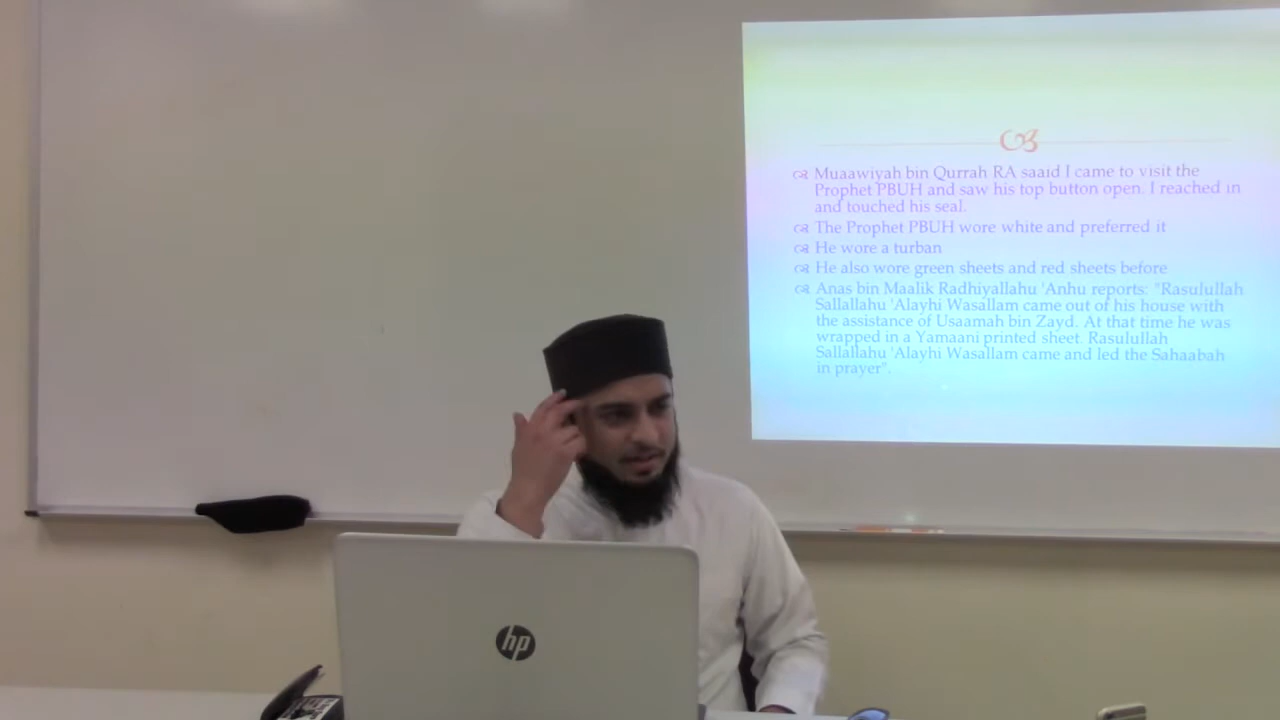 Muaawiyah bin Qurrah RA saaid I came to visit the
Prophet PBUH and saw his top button open. I reached in
and touched his seal.
The Prophet PBUH wore white and preferred it
He wore a turban
He also wore green sheets and red sheets before
Anas bin Maalik Radhiyallahu 'Anhu reports: "Rasulullah
Sallallahu 'Alayhi Wasallam came out of his house with
the assistance of Usaamah bin Zayd. At that time he was
wrapped in a Yamaani printed sheet. Rasulullah
Sallallahu 'Alayhi Wasallam came and led the Sahaabah
in prayer".
hp